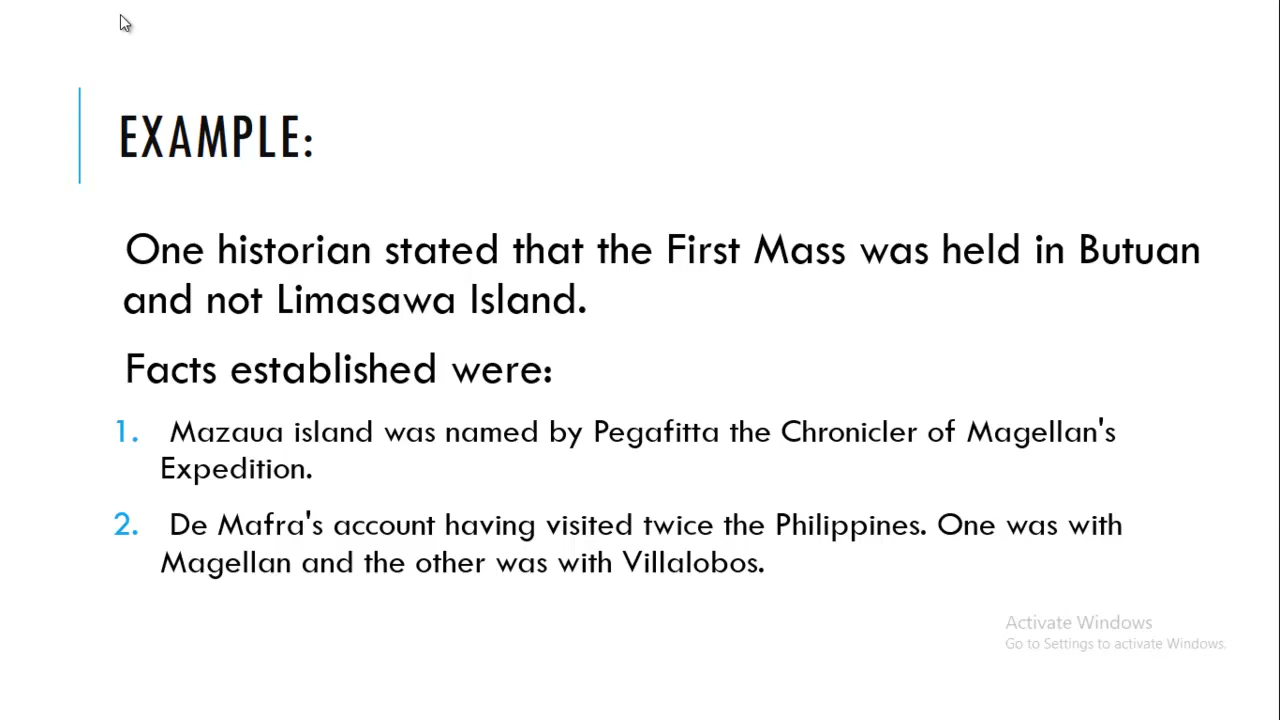 EXAMPLE:
One historian stated that the First Mass was held in Butuan
and not Limasawa Island.
Facts established were:
1. Mazaua island was named by Pegafitta the Chronicler of Magellan's
Expedition.
2. De Mafra's account having visited twice the Philippines. One was with
Magellan and the other was with Villalobos.
Activate Windows
Go to Settings to activate Windows.